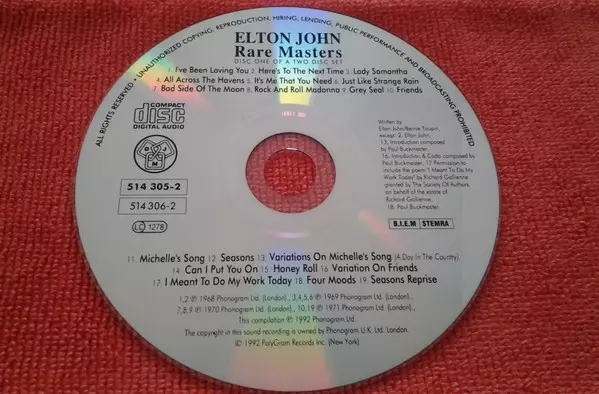 ALL RIGHTS RESERVED • UNAUTHORIZED COPYING, REPRODUCTION, HIRING, LENDING, PUBLIC PERFORMANCE AND BROADCASTING PROHIBITED
ELTON JOHN
Rare Masters
DISC ONE OF A TWO DISC SET
1. I've Been Loving You 2. Here's To The Next Time 3. Lady Samantha
4. All Across The Havens 5. It's Me That You Need 6. Just Like Strange Rain
7. Bad Side Of The Moon 8. Rock And Roll Madonna 9. Grey Seal 10. Friends
COMPACT
disc
DIGITAL AUDIO
514 305-2
514 306-2
LC 1278
Written by
Elton John/Bernie Taupin,
except: 2. Elton John,
13. Introduction composed
by Paul Buckmaster,
16. Introduction & Coda composed by
Paul Buckmaster, 17. Permission to
include the poem "I Meant To Do My
Work Today" by Richard Gallienne
granted by The Society Of Authors
on behalf of the estate of
Richard Gallienne,
18. Paul Buckmaster.
B.I.E.M STEMRA
11. Michelle's Song 12. Seasons 13. Variations On Michelle's Song (A Day In The Country)
14. Can I Put You On 15. Honey Roll 16. Variation On Friends
17. I Meant To Do My Work Today 18. Four Moods 19. Seasons Reprise
1,2 ℗ 1968 Phonogram Ltd. (London)., 3,4,5,6 ℗ 1969 Phonogram Ltd. (London).,
7,8,9 ℗ 1970 Phonogram Ltd. (London)., 10,19 ℗ 1971 Phonogram Ltd. (London).,
This compilation ℗ 1992 Phonogram Ltd.
The copyright in this sound recording is owned by Phonogram U.K. Ltd. London.
© 1992 PolyGram Records Inc. (New York)